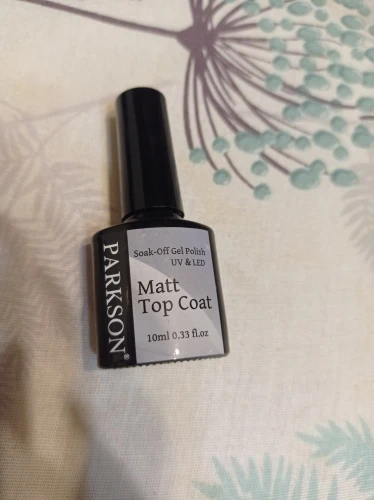 PARKSON®
Soak-Off Gel Polish
UV & LED
Matt
Top Coat
10ml 0.33 fl.oz